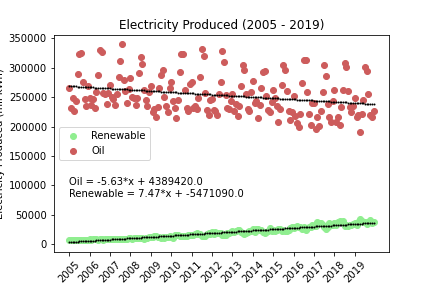 Electricity Produced (2005 - 2019)
350000
300000
250000
200000
150000
100000
50000
0
Renewable
Oil
Oil = -5.63*x + 4389420.0
Renewable = 7.47*x + -5471090.0
2005 2006 2007 2008 2009 2010 2011 2012 2013 2014 2015 2016 2017 2018 2019